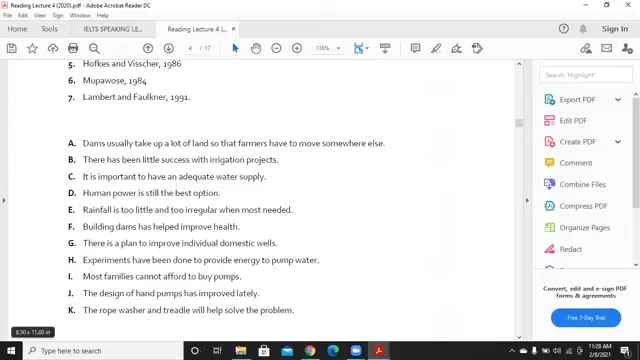 Reading Lecture 4 (2020).pdf - Adobe Acrobat Reader DC
File Edit View Sign Window Help
Home Tools IELTS SPEAKING LE... Reading Lecture 4 (... × Sign In
4 / 17 116%
5. Hofkes and Visscher, 1986
6. Mupawose, 1984
7. Lambert and Faulkner, 1991.
A. Dams usually take up a lot of land so that farmers have to move somewhere else.
B. There has been little success with irrigation projects.
C. It is important to have an adequate water supply.
D. Human power is still the best option.
E. Rainfall is too little and too irregular when most needed.
F. Building dams has helped improve health.
G. There is a plan to improve individual domestic wells.
H. Experiments have been done to provide energy to pump water.
I. Most families cannot afford to buy pumps.
J. The design of hand pumps has improved lately.
K. The rope washer and treadle will help solve the problem.
8.50 x 11.00 in
Search 'Highlight'
Export PDF
Edit PDF
Create PDF
Comment
Combine Files
Compress PDF
Organize Pages
Redact
Convert, edit and e-sign PDF
forms & agreements
Free 7-Day Trial
Type here to search
11:28 AM
2/8/2021